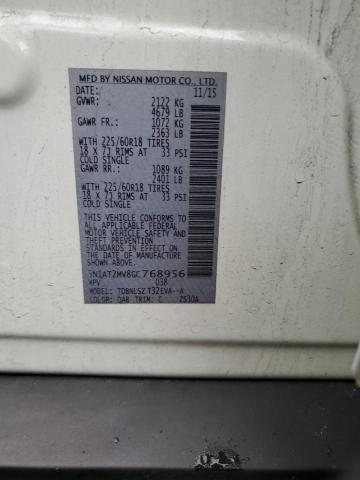 MFD BY NISSAN MOTOR CO., LTD.
DATE: 11/15
GVWR: 2122 KG
4679 LB
GAWR FR.: 1072 KG
2363 LB
WITH 225/60R18 TIRES
18 X 7J RIMS AT 33 PSI
COLD SINGLE
GAWR RR.: 1089 KG
2401 LB
WITH 225/60R18 TIRES
18 X 7J RIMS AT 33 PSI
COLD SINGLE
THIS VEHICLE CONFORMS TO ALL
APPLICABLE U.S. FEDERAL MOTOR
VEHICLE SAFETY STANDARDS IN
EFFECT ON THE DATE OF
MANUFACTURE SHOWN ABOVE.
5N1AT2MV8GC768956
MPV 038
MODEL: TDBNLSZ T32EVA--A
COLOR: QAB TRIM: G 2530A